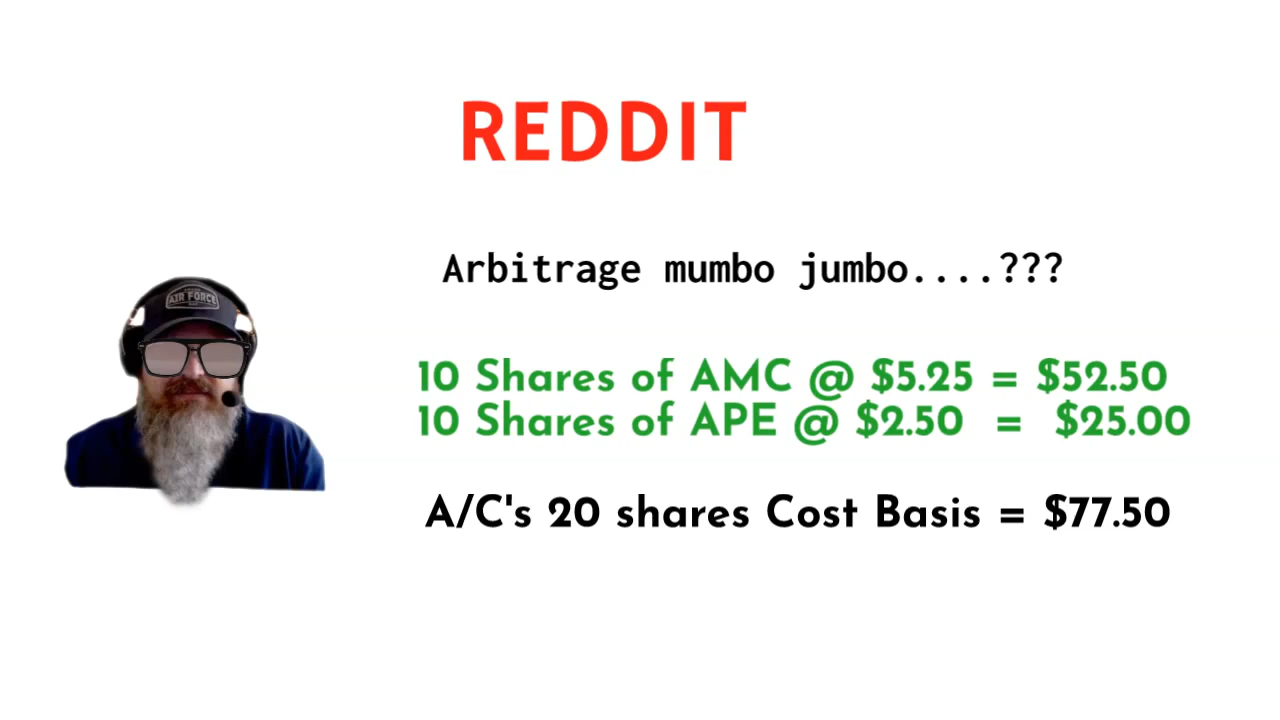 REDDIT
Arbitrage mumbo jumbo....???
AIR FORCE
10 Shares of AMC @ $5.25 = $52.50
10 Shares of APE @ $2.50 = $25.00
A/C's 20 shares Cost Basis = $77.50